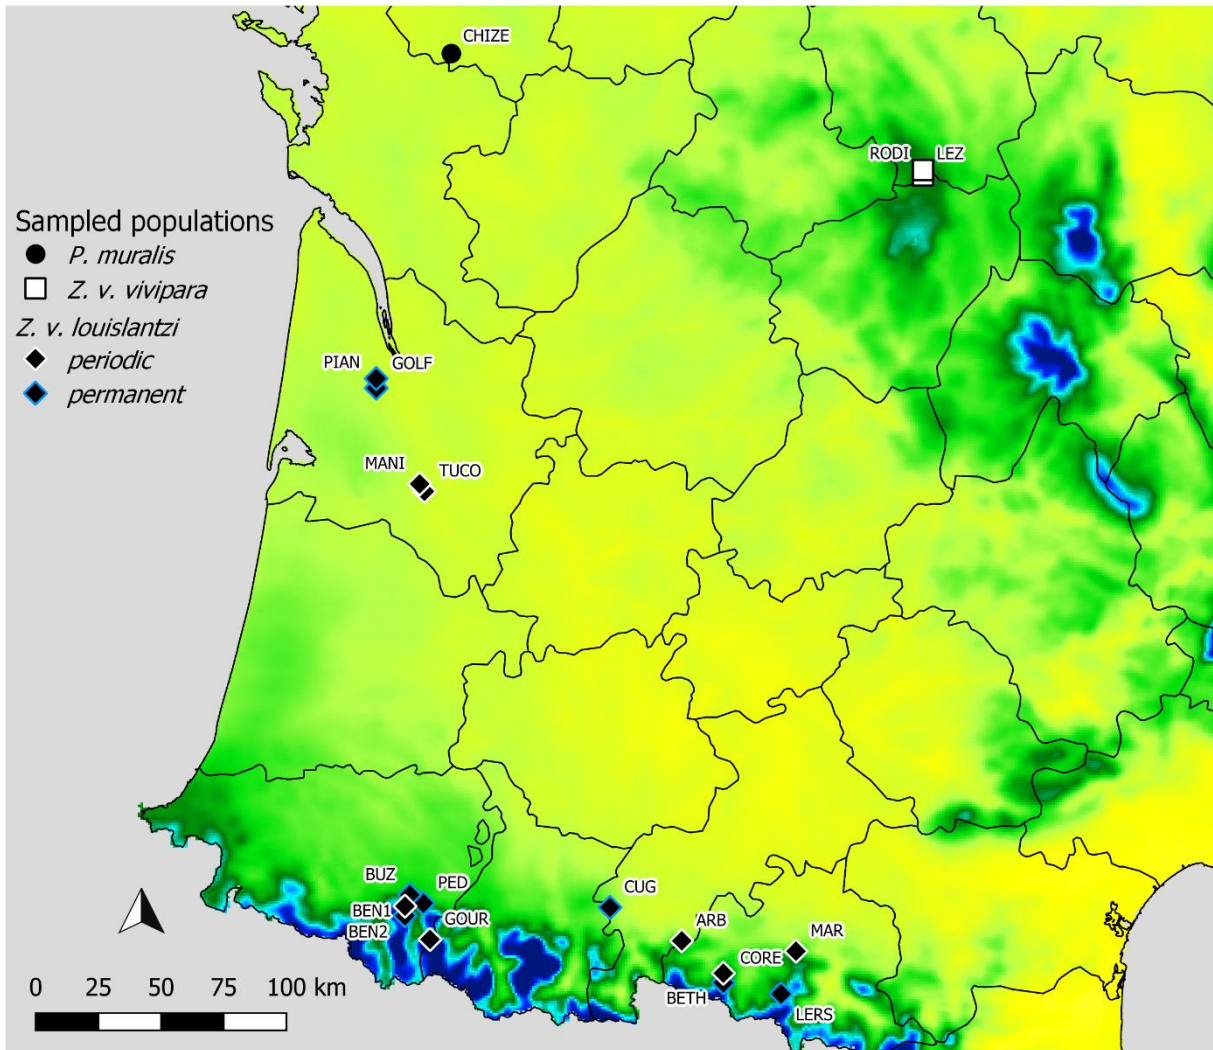 CHIZE
RODI LEZ
Sampled populations
P. muralis
Z. v. vivipara
Z. v. louislantzi
periodic
permanent
PIAN GOLF
MANI TUCO
BUZ PED CUG
BEN1 GOUR ARB MAR
BEN2 CORE
BETH LERS
0 25 50 75 100 km